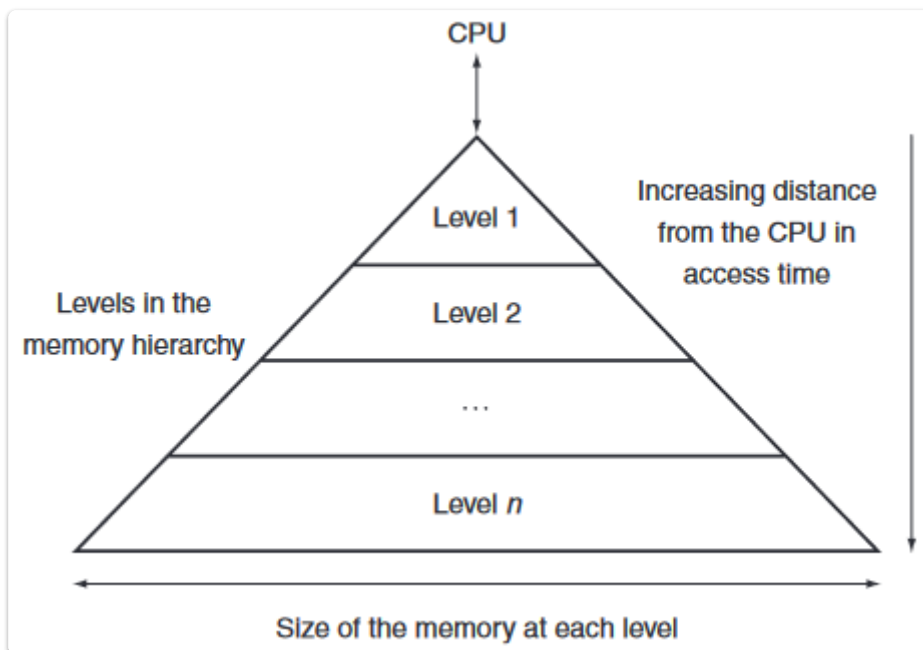 CPU
Level 1
Increasing distance
from the CPU in
access time
Levels in the
memory hierarchy
Level 2
...
Level n
Size of the memory at each level